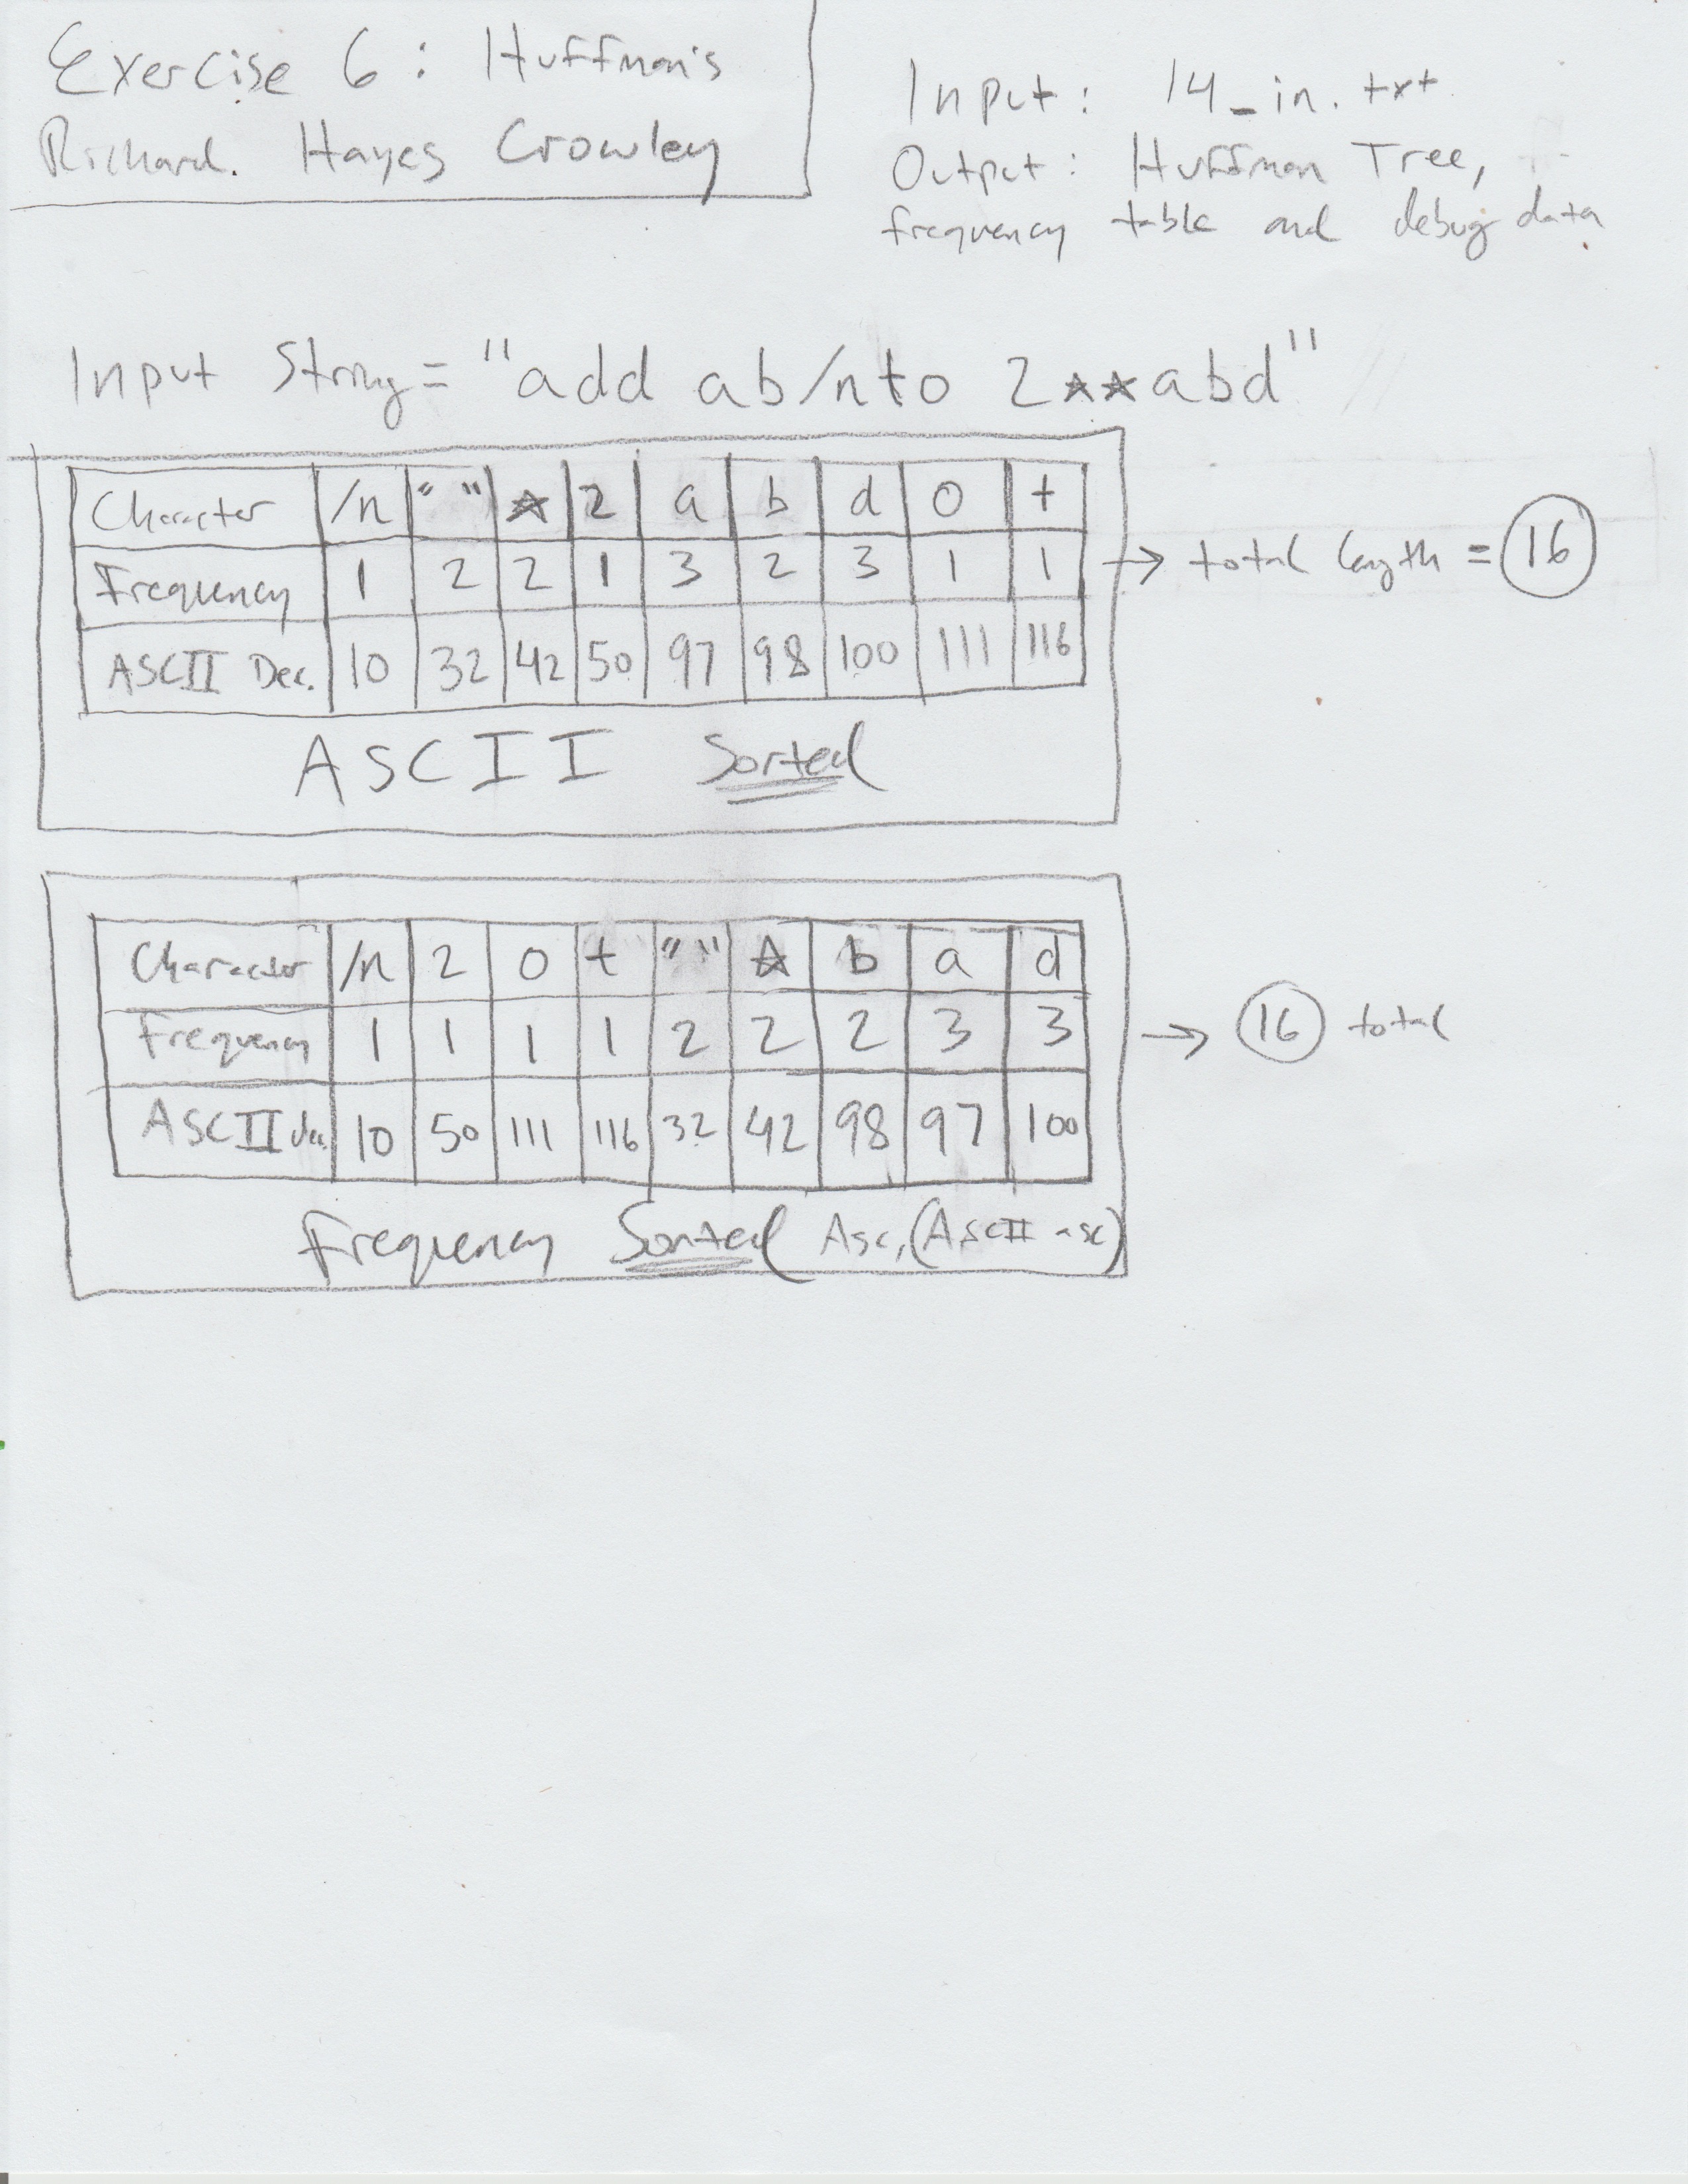 Exercise 6: Huffman's
Richard. Hayes Crowley
Input: 14_in.txt
Output: Huffman Tree,
frequency table and debug data
Input String = "add ab/nto 2**abd"
Character /n " " * 2 a b d o t
Frequency 1 2 2 1 3 2 3 1 1 → total length = 16
ASCII Dec. 10 32 42 50 97 98 100 111 116
ASCII Sorted
Character /n 2 o t " " * b a d
Frequency 1 1 1 1 2 2 2 3 3 → 16 total
ASCII dec. 10 50 111 116 32 42 98 97 100
Frequency Sorted Asc, (ASCII asc)